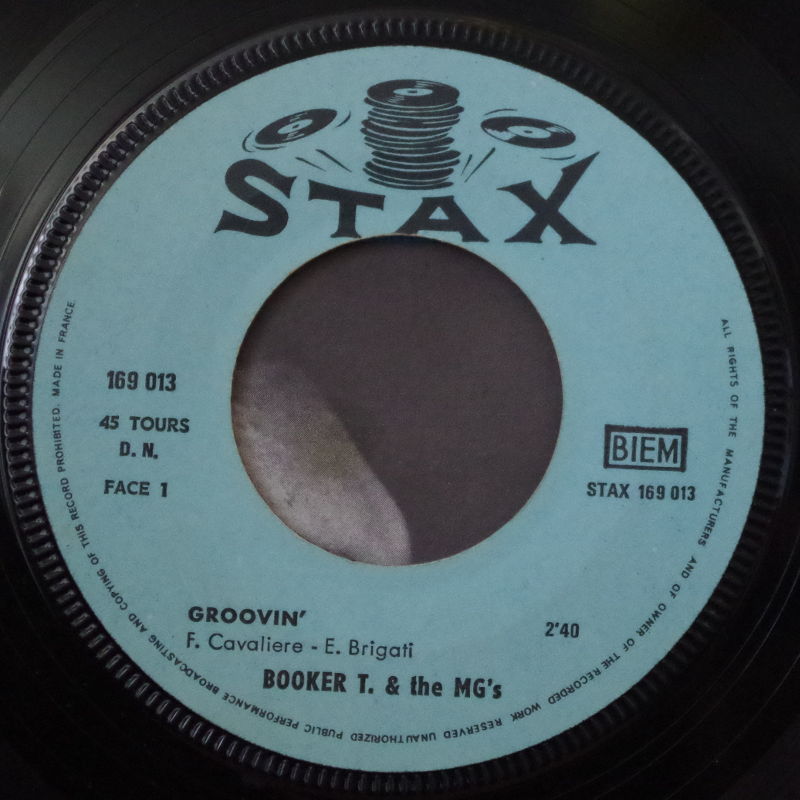 STAX
169 013
45 TOURS
D. N.
FACE 1
BIEM
STAX 169 013
GROOVIN'
F. Cavaliere - E. Brigati
2'40
BOOKER T. & the MG's
ALL RIGHTS OF THE MANUFACTURERS AND OF OWNER OF THE RECORDED WORK RESERVED UNAUTHORIZED PUBLIC PERFORMANCE BROADCASTING AND COPYING OF THIS RECORD PROHIBITED. MADE IN FRANCE